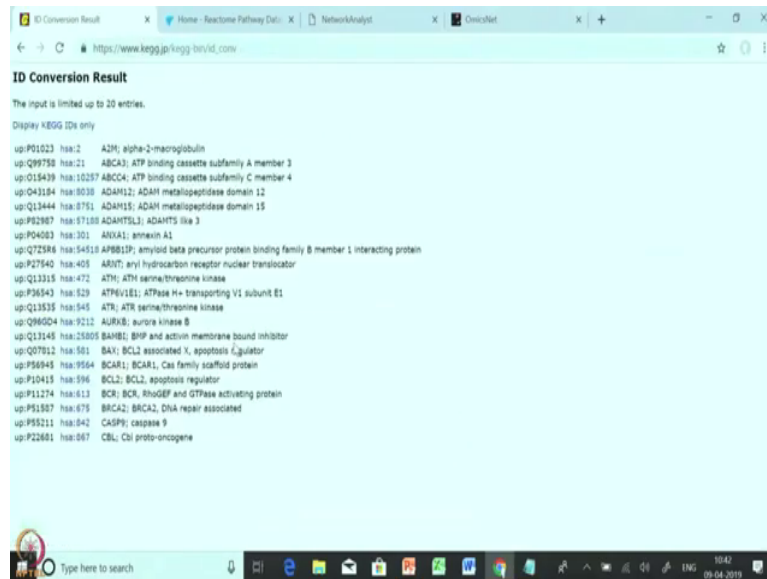 ID Conversion Result
Home - Reactome Pathway Data
NetworkAnalyst
OmicsNet
https://www.kegg.jp/kegg-bin/id_conv
ID Conversion Result
The input is limited up to 20 entries.
Display KEGG IDs only
up:P01023 hsa:2 A2M; alpha-2-macroglobulin
up:Q99758 hsa:21 ABCA3; ATP binding cassette subfamily A member 3
up:O15439 hsa:10257 ABCC4; ATP binding cassette subfamily C member 4
up:O43184 hsa:8038 ADAM12; ADAM metallopeptidase domain 12
up:Q13444 hsa:8751 ADAM15; ADAM metallopeptidase domain 15
up:P82987 hsa:57188 ADAMTSL3; ADAMTS like 3
up:P04083 hsa:301 ANXA1; annexin A1
up:Q7Z5R6 hsa:54518 APBB1IP; amyloid beta precursor protein binding family B member 1 interacting protein
up:P27540 hsa:405 ARNT; aryl hydrocarbon receptor nuclear translocator
up:Q13315 hsa:472 ATM; ATM serine/threonine kinase
up:P36543 hsa:529 ATP6V1E1; ATPase H+ transporting V1 subunit E1
up:Q13535 hsa:545 ATR; ATR serine/threonine kinase
up:Q96GD4 hsa:9212 AURKB; aurora kinase B
up:Q13145 hsa:25805 BAMBI; BMP and activin membrane bound inhibitor
up:Q07812 hsa:581 BAX; BCL2 associated X, apoptosis regulator
up:P56945 hsa:9564 BCAR1; BCAR1, Cas family scaffold protein
up:P10415 hsa:596 BCL2; BCL2, apoptosis regulator
up:P11274 hsa:613 BCR; BCR, RhoGEF and GTPase activating protein
up:P51587 hsa:675 BRCA2; BRCA2, DNA repair associated
up:P55211 hsa:842 CASP9; caspase 9
up:P22681 hsa:867 CBL; Cbl proto-oncogene
NPTEL
Type here to search
ENG
10:42
09-04-2019